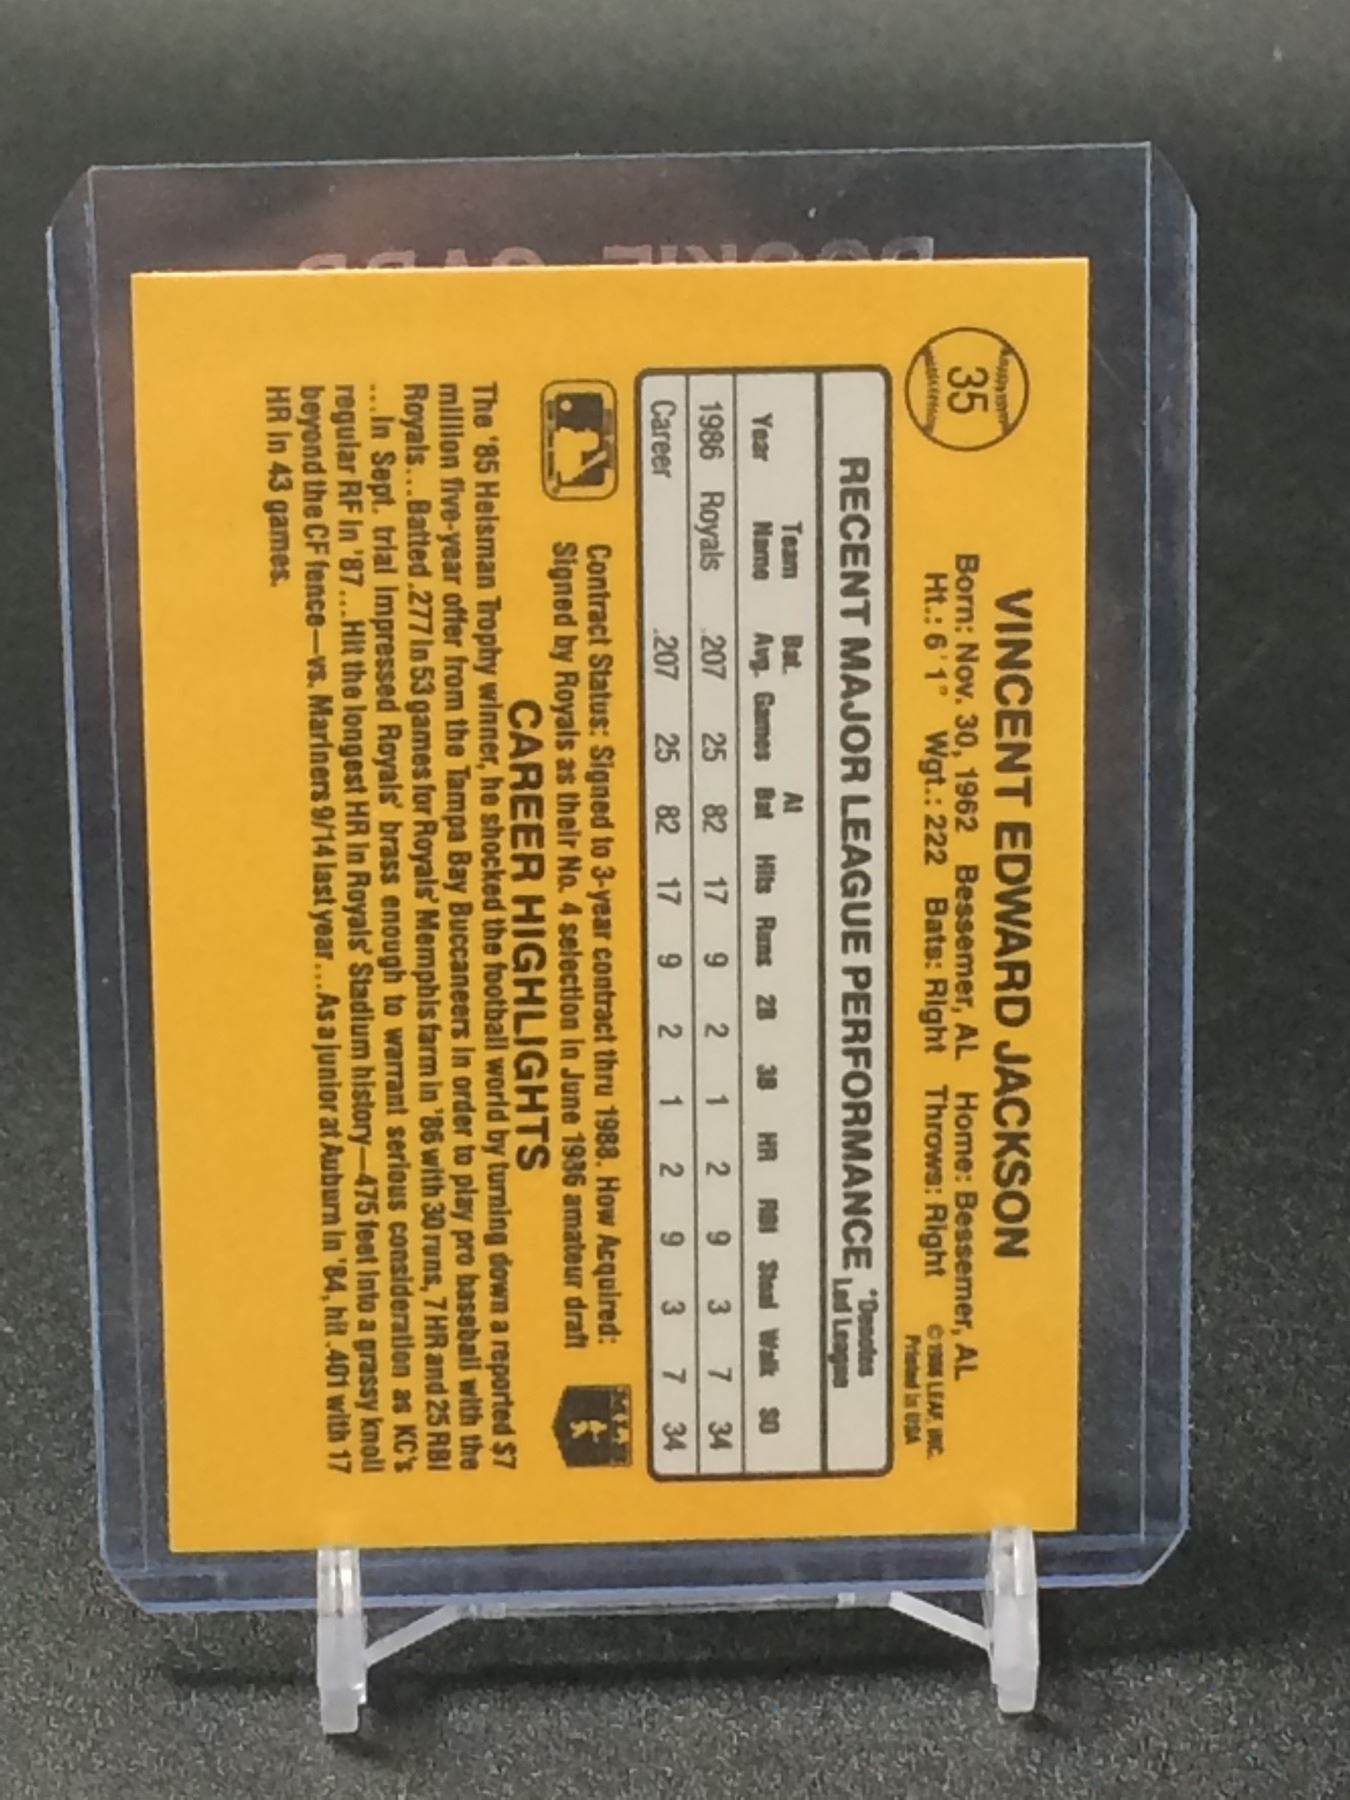 ROOKIE CARD
35
VINCENT EDWARD JACKSON
Born: Nov. 30, 1962 Bessemer, AL Home: Bessemer, AL
Ht.: 6'1" Wgt.: 222 Bats: Right Throws: Right
LEAF, INC.
Printed in USA
RECENT MAJOR LEAGUE PERFORMANCE
*Denotes
Led League
Team Bat. At
Year Name Avg. Games Bat Hits Runs 2B 3B HR RBI Steal Walk SO
1986 Royals .207 25 82 17 9 2 1 2 9 3 7 34
Career .207 25 82 17 9 2 1 2 9 3 7 34
Contract Status: Signed to 3-year contract thru 1988. How Acquired:
Signed by Royals as their No. 4 selection in June 1986 amateur draft
CAREER HIGHLIGHTS
The '85 Heisman Trophy winner, he shocked the football world by turning down a reported $7
million five-year offer from the Tampa Bay Buccaneers in order to play pro baseball with the
Royals...Batted .277 in 53 games for Royals' Memphis farm in '86 with 30 runs, 7 HR and 25 RBI
...In Sept. trial impressed Royals' brass enough to warrant serious consideration as KC's
regular RF in '87...Hit the longest HR in Royals' Stadium history—475 feet into a grassy knoll
beyond the CF fence—vs. Mariners 9/14 last year...As a junior at Auburn in '84, hit .401 with 17
HR in 43 games.